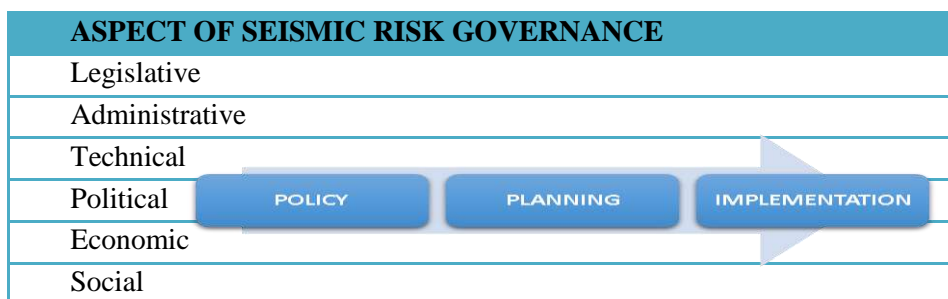 ASPECT OF SEISMIC RISK GOVERNANCE
Legislative
Administrative
Technical
Political
POLICY
PLANNING
IMPLEMENTATION
Economic
Social